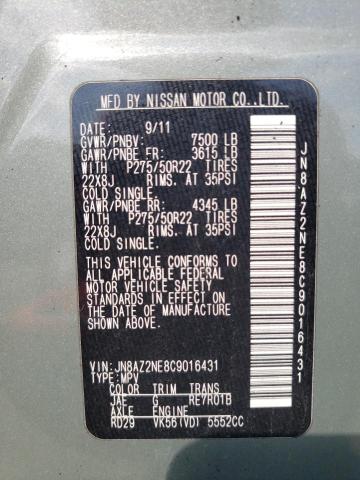 MFD BY NISSAN MOTOR CO.,LTD.
DATE: 9/11
GVWR/PNBV: 7500 LB
GAWR/PNBE FR: 3615 LB
WITH P275/50R22 TIRES
22X8J RIMS. AT 35PSI
COLD SINGLE.
GAWR/PNBE RR: 4345 LB
WITH P275/50R22 TIRES
22X8J RIMS. AT 35PSI
COLD SINGLE.
THIS VEHICLE CONFORMS TO
ALL APPLICABLE FEDERAL
MOTOR VEHICLE SAFETY
STANDARDS IN EFFECT ON
THE DATE OF MANUFACTURE
SHOWN ABOVE.
VIN: JN8AZ2NE8C9016431
TYPE: MPV
COLOR TRIM TRANS
JAE G RE7R01B
AXLE ENGINE
RD29 VK56(VD) 5552CC
JN8AZ2NE8C9016431